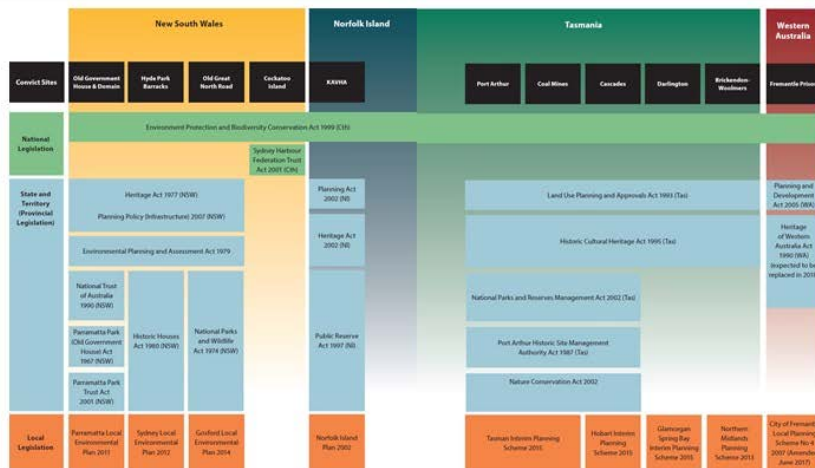 New South Wales
Norfolk Island
Tasmania
Western
Australia
Convict Sites
Old Government
House & Domain
Hyde Park
Barracks
Old Great
North Road
Cockatoo
Island
KAVHA
Port Arthur
Coal Mines
Cascades
Darlington
Brickendon-
Woolmers
Fremantle Prison
National
Legislation
Environment Protection and Biodiversity Conservation Act 1999 (Cth)
Sydney Harbour
Federation Trust
Act 2001 (Cth)
State and
Territory
(Provincial
Legislation)
Heritage Act 1977 (NSW)
Planning Policy (Infrastructure) 2007 (NSW)
Environmental Planning and Assessment Act 1979
Planning Act
2002 (NI)
Heritage Act
2002 (NI)
Land Use Planning and Approvals Act 1993 (Tas)
Historic Cultural Heritage Act 1995 (Tas)
Planning and
Development
Act 2005 (WA)
Heritage
of Western
Australia Act
1990 (WA)
(expected to be
replaced in
National Trust
of Australia
1990 (NSW)
Parramatta Park
(Old Government
House) Act
1967 (NSW)
Parramatta Park
Trust Act
2001 (NSW)
Historic Houses
Act 1980 (NSW)
National Parks
and Wildlife
Act 1974 (NSW)
Public Reserve
Act 1997 (NI)
National Parks and Reserves Management Act 2002 (Tas)
Port Arthur Historic Site Management
Authority Act 1987 (Tas)
Nature Conservation Act 2002
Local
Legislation
Parramatta Local
Environmental
Plan 2011
Sydney Local
Environmental
Plan 2012
Gosford Local
Environmental
Plan 2014
Norfolk Island
Plan 2002
Tasman Interim Planning
Scheme 2015
Hobart Interim
Planning
Scheme 2015
Glamorgan
Spring Bay
Interim Planning
Scheme 2015
Northern
Midlands
Planning
Scheme 2013
City of Fremantle
Local Planning
Scheme No 4
2007 (Amended
June 2017)